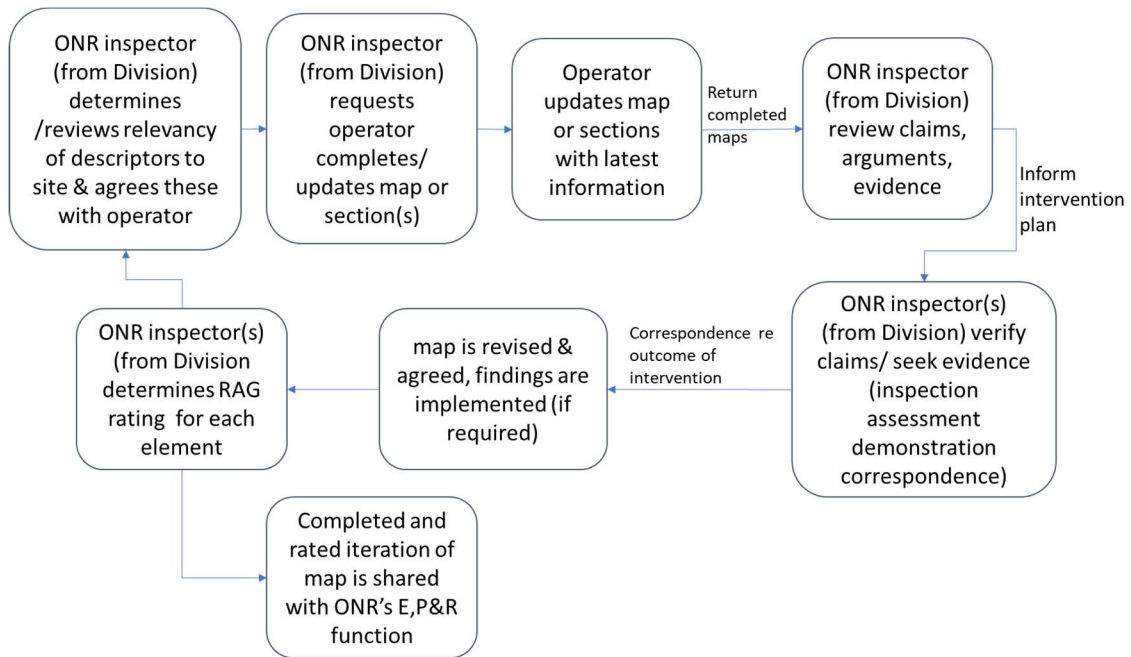 ONR inspector
(from Division)
determines
/reviews relevancy
of descriptors to
site & agrees these
with operator
ONR inspector
(from Division)
requests
operator
completes/
updates map or
section(s)
Operator
updates map
or sections
with latest
information
Return
completed
maps
ONR inspector
(from Division)
review claims,
arguments,
evidence
Inform
intervention
plan
ONR inspector(s)
(from Division) verify
claims/ seek evidence
(inspection
assessment
demonstration
correspondence)
Correspondence re
outcome of
intervention
map is revised &
agreed, findings are
implemented (if
required)
ONR inspector(s)
(from Division
determines RAG
rating for each
element
Completed and
rated iteration of
map is shared
with ONR's E,P&R
function